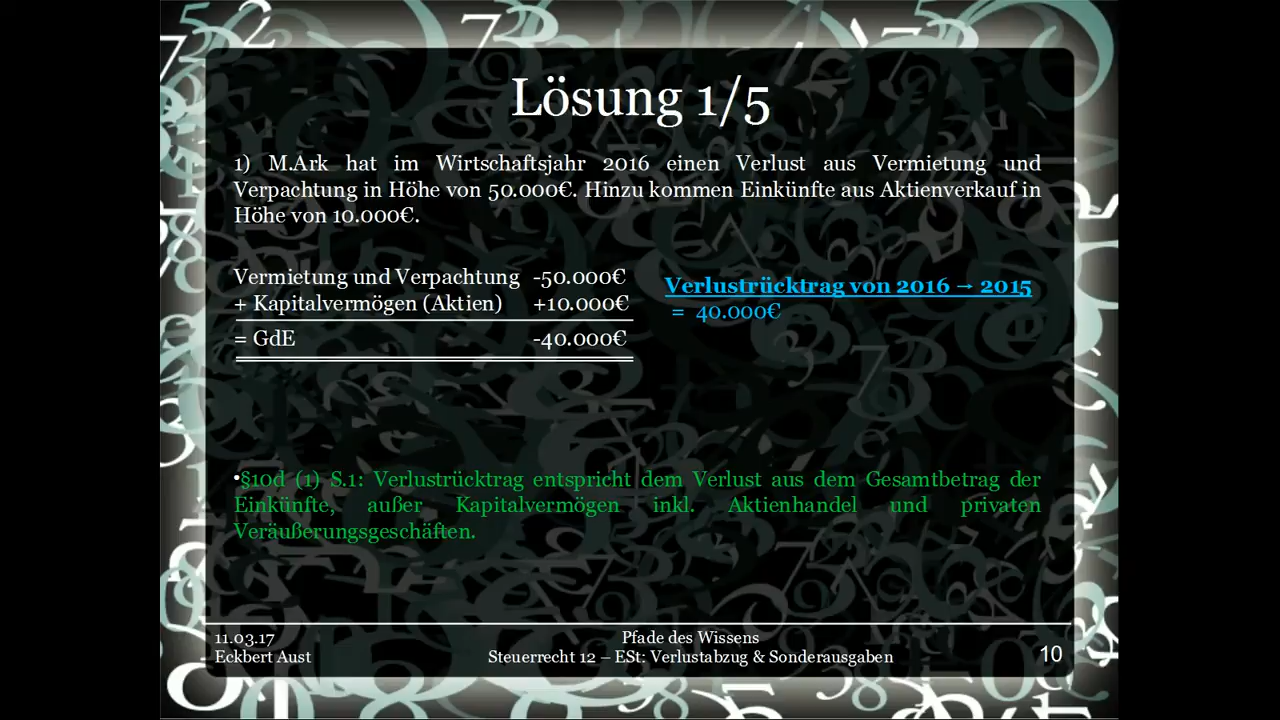 Lösung 1/5
1) M.Ark hat im Wirtschaftsjahr 2016 einen Verlust aus Vermietung und
Verpachtung in Höhe von 50.000€. Hinzu kommen Einkünfte aus Aktienverkauf in
Höhe von 10.000€.
Vermietung und Verpachtung -50.000€
+ Kapitalvermögen (Aktien) +10.000€
= GdE -40.000€
Verlustrücktrag von 2016 → 2015
= 40.000€
•§10d (1) S.1: Verlustrücktrag entspricht dem Verlust aus dem Gesamtbetrag der
Einkünfte, außer Kapitalvermögen inkl. Aktienhandel und privaten
Veräußerungsgeschäften.
11.03.17
Eckbert Aust
Pfade des Wissens
Steuerrecht 12 – ESt: Verlustabzug & Sonderausgaben
10